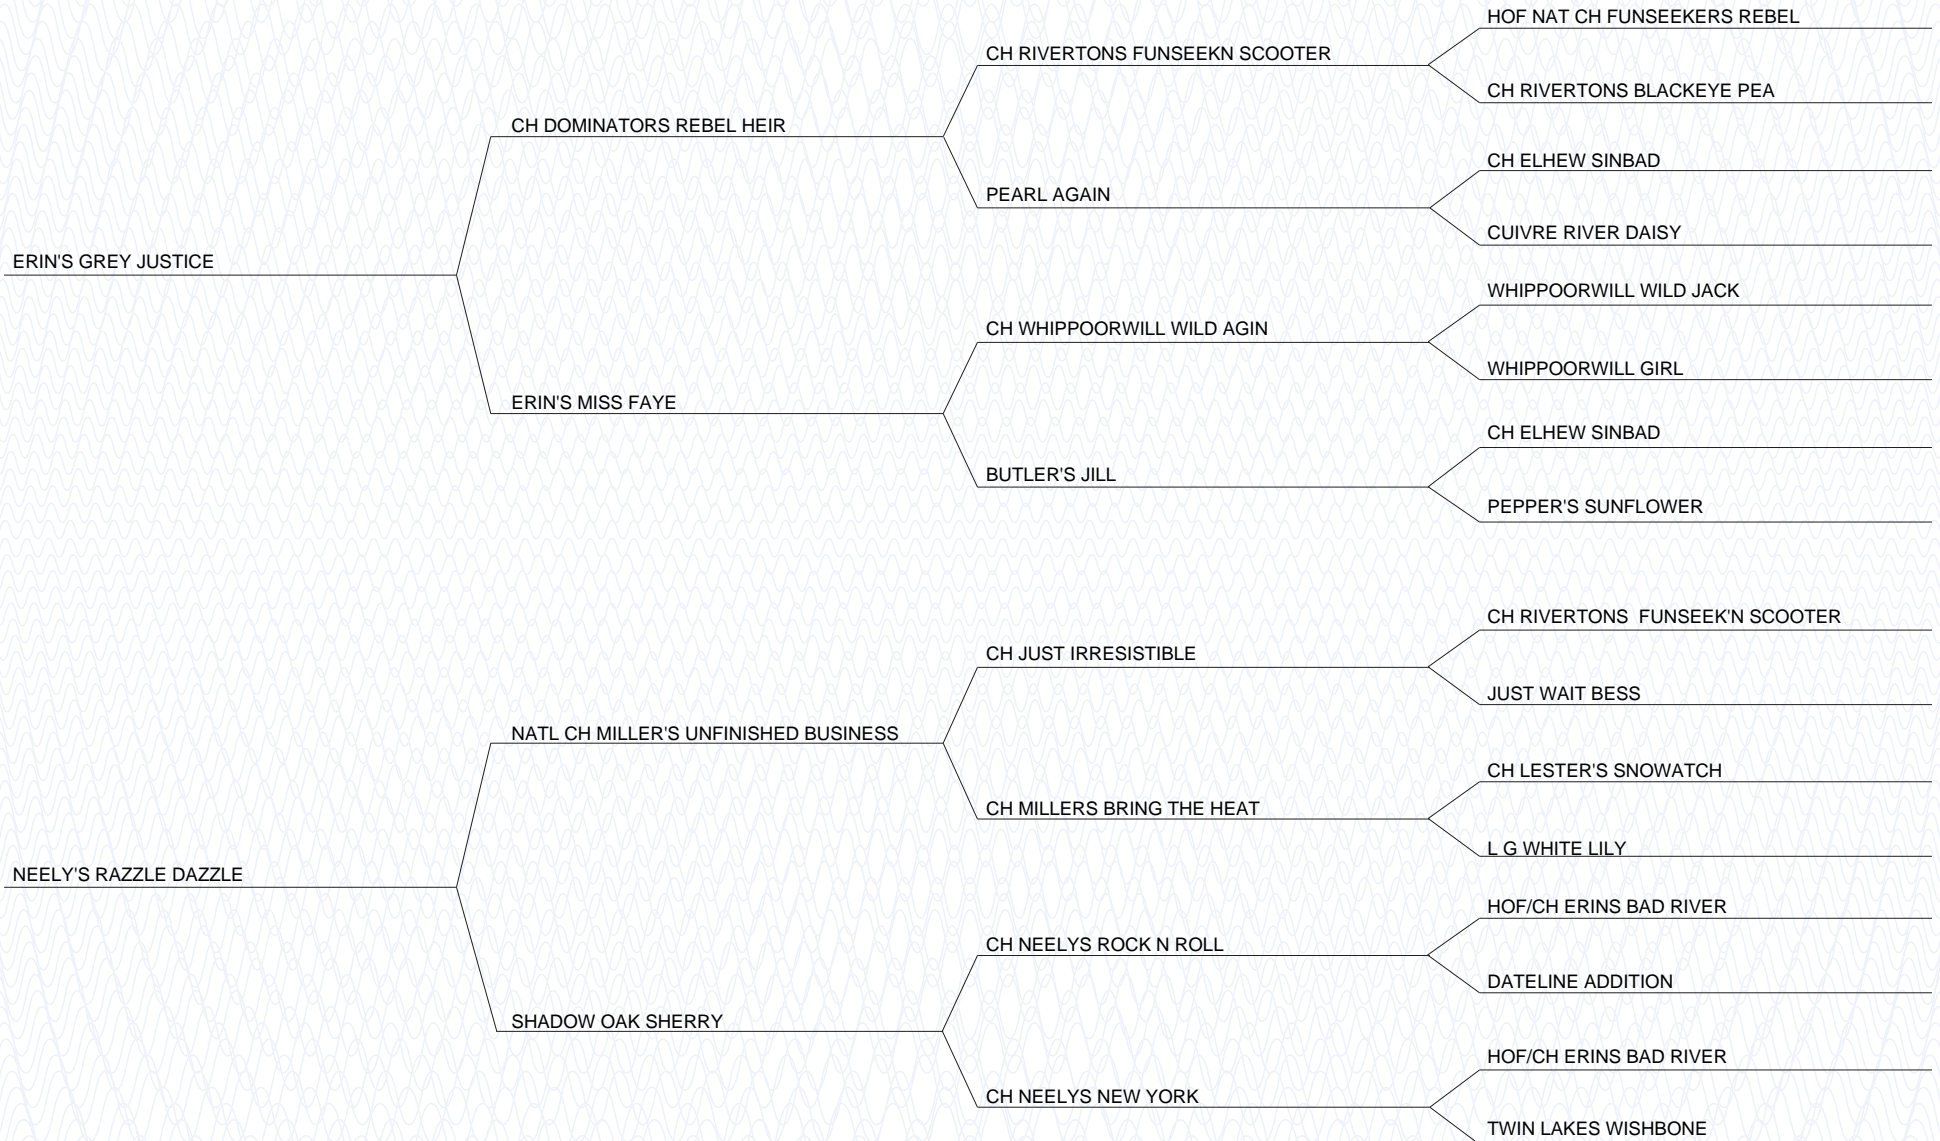 HOF NAT CH FUNSEEKERS REBEL
CH RIVERTONS FUNSEEKN SCOOTER
CH RIVERTONS BLACKEYE PEA
CH DOMINATORS REBEL HEIR
CH ELHEW SINBAD
PEARL AGAIN
CUIVRE RIVER DAISY
ERIN'S GREY JUSTICE
WHIPPOORWILL WILD JACK
CH WHIPPOORWILL WILD AGIN
WHIPPOORWILL GIRL
ERIN'S MISS FAYE
CH ELHEW SINBAD
BUTLER'S JILL
PEPPER'S SUNFLOWER
CH RIVERTONS  FUNSEEK'N SCOOTER
CH JUST IRRESISTIBLE
JUST WAIT BESS
NATL CH MILLER'S UNFINISHED BUSINESS
CH LESTER'S SNOWATCH
CH MILLERS BRING THE HEAT
L G WHITE LILY
NEELY'S RAZZLE DAZZLE
HOF/CH ERINS BAD RIVER
CH NEELYS ROCK N ROLL
DATELINE ADDITION
SHADOW OAK SHERRY
HOF/CH ERINS BAD RIVER
CH NEELYS NEW YORK
TWIN LAKES WISHBONE